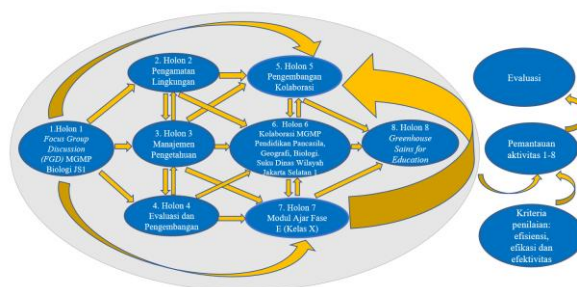 1.Holon 1
Focus Group
Discussion
(FGD) MGMP
Biologi JS1
2. Holon 2
Pengamatan
Lingkungan
3. Holon 3
Manajemen
Pengetahuan
4. Holon 4
Evaluasi dan
Pengembangan
5. Holon 5
Pengembangan
Kolaborasi
6. Holon 6
Kolaborasi MGMP
Pendidikan Pancasila,
Geografi, Biologi.
Suku Dinas Wilayah
Jakarta Selatan 1
7. Holon 7
Modul Ajar Fase
E (Kelas X)
8. Holon 8
Greenhouse
Sains for
Education
Evaluasi
Pemantauan
aktivitas 1-8
Kriteria
penilaian:
efisiensi,
efikasi dan
efektivitas